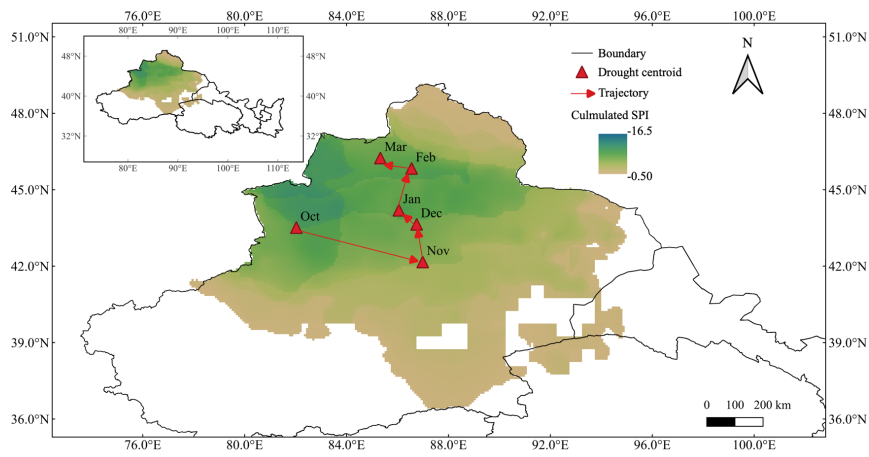 76.0°E 80.0°E 84.0°E 88.0°E 92.0°E 96.0°E 100.0°E
80°E 90°E 100°E 110°E
51.0°N 51.0°N
48°N 48°N
40°N 40°N
32°N 32°N
80°E 90°E 100°E 110°E
N
Boundary
Drought centroid
Trajectory
Culmulated SPI
-16.5
-0.50
48.0°N 48.0°N
45.0°N 45.0°N
42.0°N 42.0°N
39.0°N 39.0°N
36.0°N 36.0°N
Mar
Feb
Jan
Dec
Oct
Nov
0 100 200 km
76.0°E 80.0°E 84.0°E 88.0°E 92.0°E 96.0°E 100.0°E